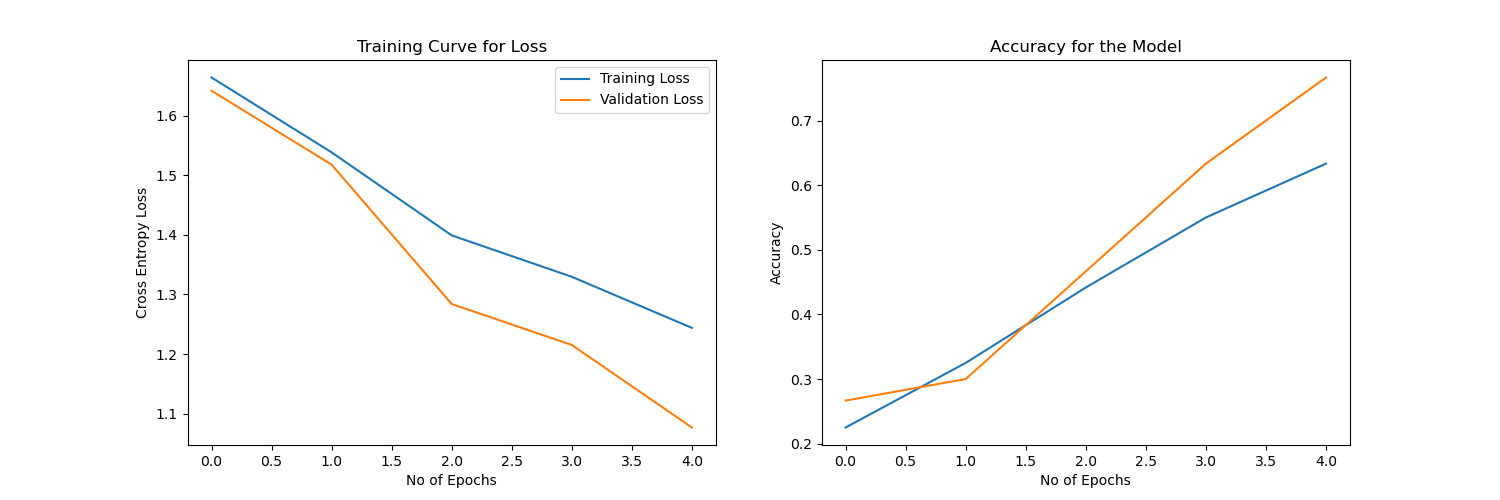 Training Curve for Loss
Training Loss
Validation Loss
1.6
1.5
1.4
1.3
1.2
1.1
Cross Entropy Loss
0.0 0.5 1.0 1.5 2.0 2.5 3.0 3.5 4.0
No of Epochs
Accuracy for the Model
0.7
0.6
0.5
0.4
0.3
0.2
Accuracy
0.0 0.5 1.0 1.5 2.0 2.5 3.0 3.5 4.0
No of Epochs